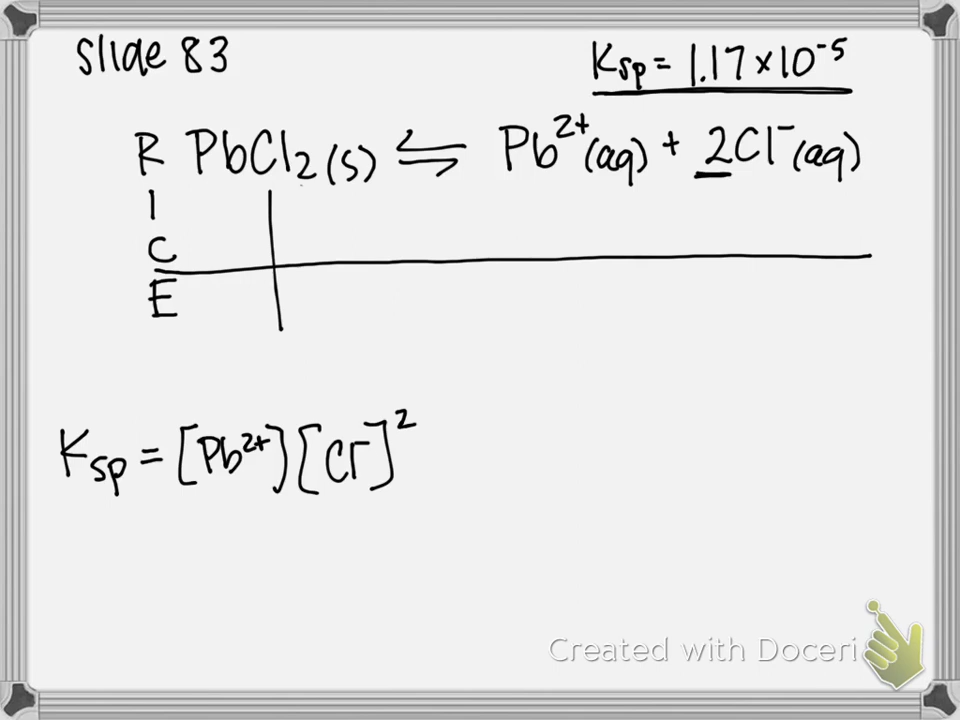 Slide 83
Ksp = 1.17×10⁻⁵
R PbCl₂(s) ⇌ Pb²⁺(aq) + 2Cl⁻(aq)
I
C
E
Ksp = [Pb²⁺][Cl⁻]²
Created with Doceri